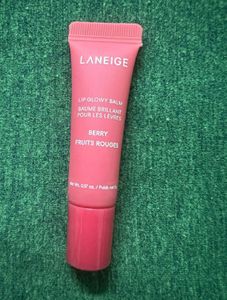 LANEIGE
LIP GLOWY BALM
BAUME BRILLANT
POUR LES LÈVRES
BERRY
FRUITS ROUGES